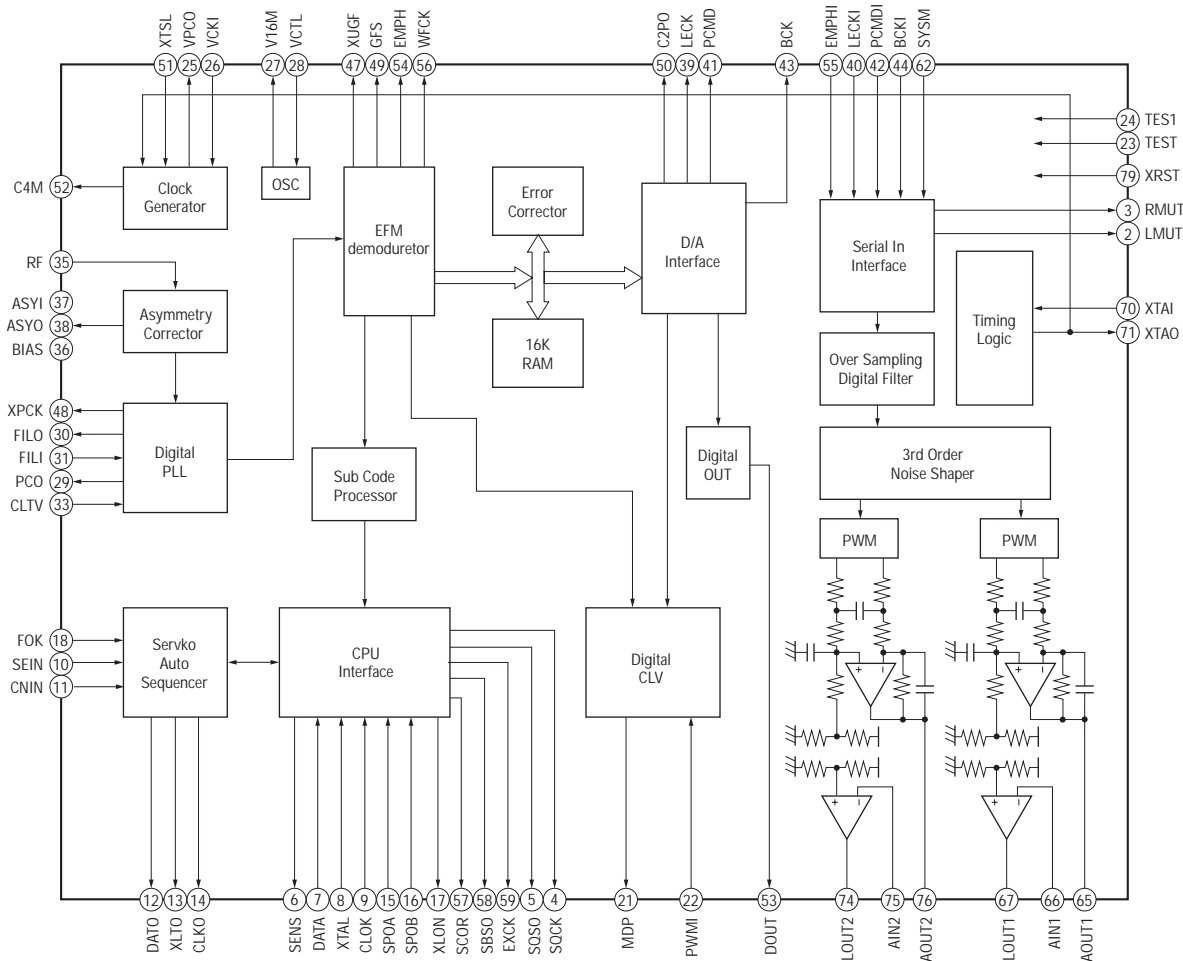 XTSL
VPCO
VCKI
V16M
VCTL
XUGF
GFS
EMPH
WFCK
C2PO
LECK
PCMD
BCK
EMPHI
LECKI
PCMDI
BCKI
SYSM
51
25
26
27
28
47
49
54
56
50
39
41
43
55
40
42
44
62
24 TES1
23 TEST
79 XRST
3 RMUT
2 LMUT
70 XTAI
71 XTAO
C4M 52
RF 35
ASYI 37
ASYO 38
BIAS 36
XPCK 48
FILO 30
FILI 31
PCO 29
CLTV 33
FOK 18
SEIN 10
CNIN 11
Clock
Generator
OSC
EFM
demoduretor
Error
Corrector
16K
RAM
D/A
Interface
Serial In
Interface
Timing
Logic
Asymmetry
Corrector
Over Sampling
Digital Filter
Digital
PLL
Sub Code
Processor
Digital
OUT
3rd Order
Noise Shaper
PWM
PWM
Servko
Auto
Sequencer
CPU
Interface
Digital
CLV
+ −
+ −
+ −
+ −
12
13
14
6
7
8
9
15
16
17
57
58
59
5
4
21
22
53
74
75
76
67
66
65
DATO
XLTO
CLKO
SENS
DATA
XTAL
CLOK
SPOA
SPOB
XLON
SCOR
SBSO
EXCK
SQSO
SQCK
MDP
PWMI
DOUT
LOUT2
AIN2
AOUT2
LOUT1
AIN1
AOUT1